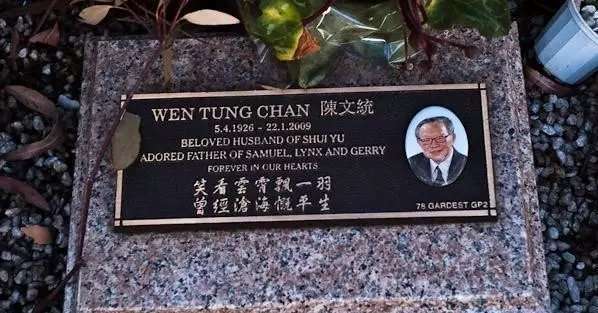 WEN TUNG CHAN 陳文統
5.4.1926 - 22.1.2009
BELOVED HUSBAND OF SHUI YU
ADORED FATHER OF SAMUEL, LYNX AND GERRY
FOREVER IN OUR HEARTS
笑看雲霄飄一羽
曾經滄海慨平生
78 GARDEST GP2